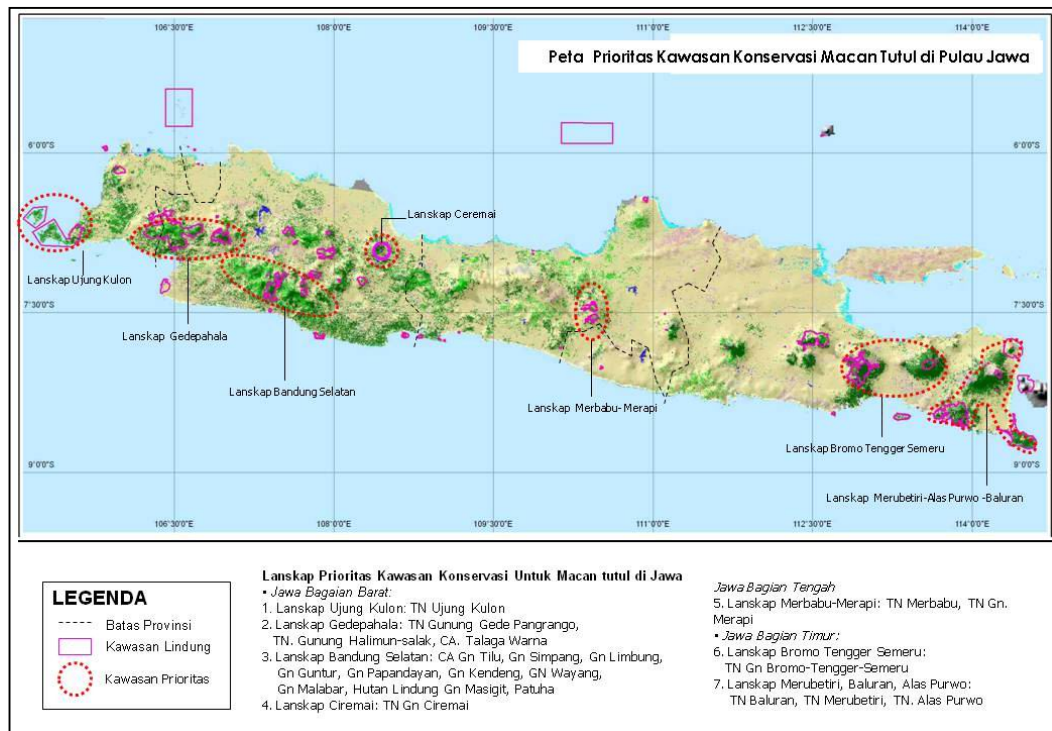 106°30'0"E 108°0'0"E 109°30'0"E 111°0'0"E 112°30'0"E 114°0'0"E
Peta Prioritas Kawasan Konservasi Macan Tutul di Pulau Jawa
6°0'0"S 6°0'0"S
Lanskap Ceremai
Lanskap Ujung Kulon
7°30'0"S 7°30'0"S
Lanskap Gedepahala
Lanskap Bandung Selatan
Lanskap Merbabu-Merapi
Lanskap Bromo Tengger Semeru
9°0'0"S 9°0'0"S
Lanskap Merubetiri-Alas Purwo -Baluran
106°30'0"E 108°0'0"E 109°30'0"E 111°0'0"E 112°30'0"E 114°0'0"E
LEGENDA
Batas Provinsi
Kawasan Lindung
Kawasan Prioritas
Lanskap Prioritas Kawasan Konservasi Untuk Macan tutul di Jawa
• Jawa Bagaian Barat:
1. Lanskap Ujung Kulon: TN Ujung Kulon
2. Lanskap Gedepahala: TN Gunung Gede Pangrango,
TN. Gunung Halimun-salak, CA. Talaga Warna
3. Lanskap Bandung Selatan: CA Gn Tilu, Gn Simpang, Gn Limbung,
Gn Guntur, Gn Papandayan, Gn Kendeng, GN Wayang,
Gn Malabar, Hutan Lindung Gn Masigit, Patuha
4. Lanskap Ciremai: TN Gn Ciremai
Jawa Bagian Tengah
5. Lanskap Merbabu-Merapi: TN Merbabu, TN Gn.
Merapi
• Jawa Bagian Timur:
6. Lanskap Bromo Tengger Semeru:
TN Gn Bromo-Tengger-Semeru
7. Lanskap Merubetiri, Baluran, Alas Purwo:
TN Baluran, TN Merubetiri, TN. Alas Purwo